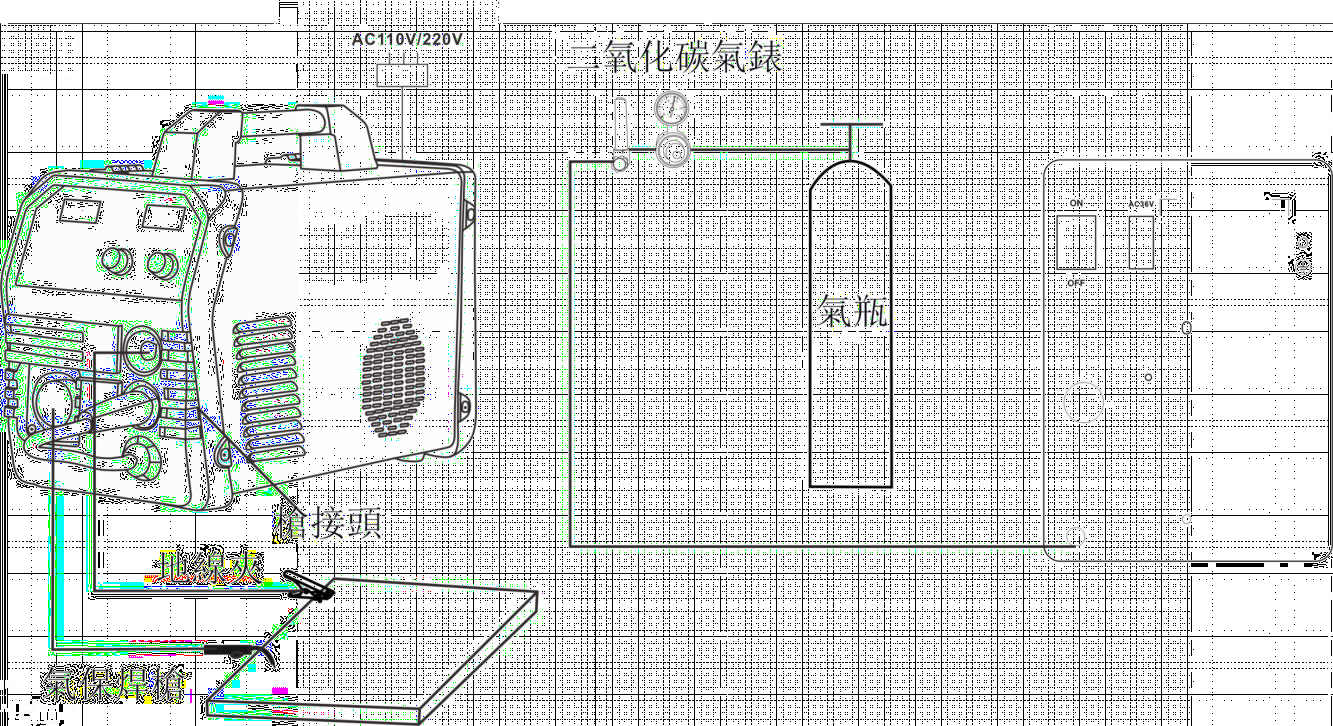 AC110V/220V
二氧化碳氣錶
ON
AC36V
OFF
氣瓶
槍接頭
地線夾
氣保焊槍